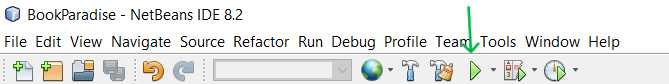 BookParadise - NetBeans IDE 8.2
File Edit View Navigate Source Refactor Run Debug Profile Team Tools Window Help